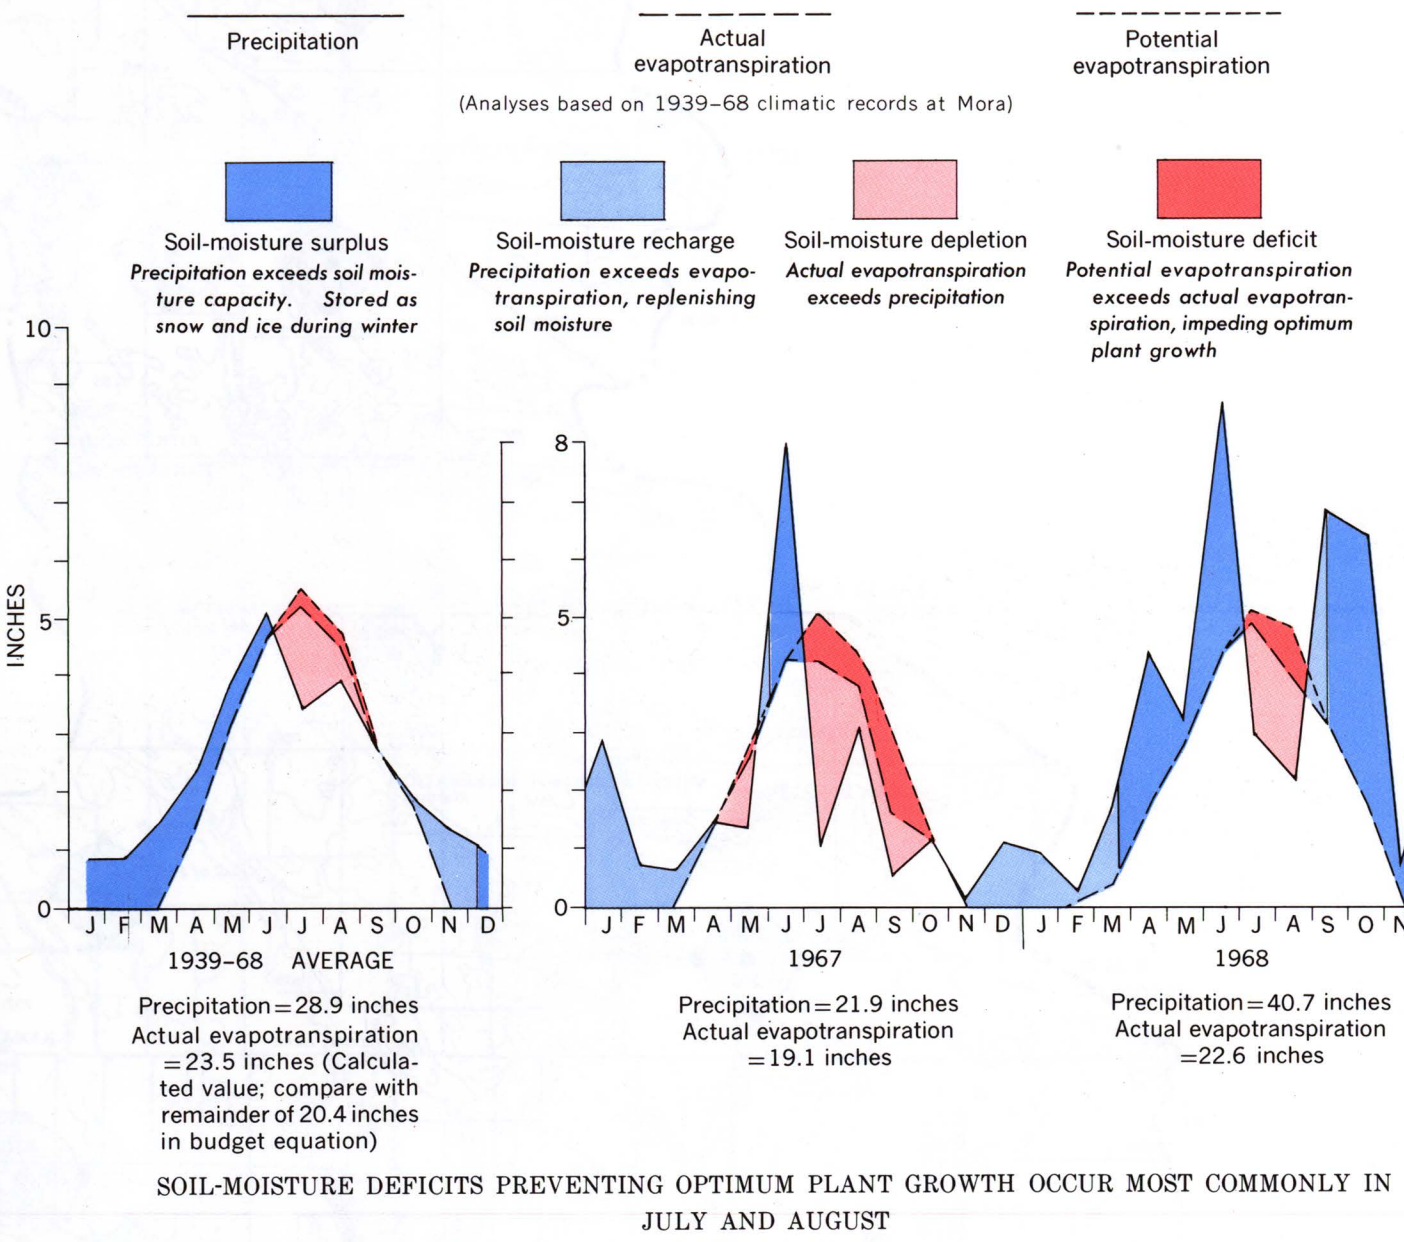 Precipitation
Actual
evapotranspiration
Potential
evapotranspiration
(Analyses based on 1939–68 climatic records at Mora)
Soil-moisture surplus
Precipitation exceeds soil mois-
ture capacity. Stored as
snow and ice during winter
Soil-moisture recharge
Precipitation exceeds evapo-
transpiration, replenishing
soil moisture
Soil-moisture depletion
Actual evapotranspiration
exceeds precipitation
Soil-moisture deficit
Potential evapotranspiration
exceeds actual evapotran-
spiration, impeding optimum
plant growth
INCHES
10
5
0
J F M A M J J A S O N D
1939–68 AVERAGE
Precipitation=28.9 inches
Actual evapotranspiration
=23.5 inches (Calcula-
ted value; compare with
remainder of 20.4 inches
in budget equation)
8
5
0
J F M A M J J A S O N D J F M A M J J A S O N
1967
1968
Precipitation=21.9 inches
Actual evapotranspiration
=19.1 inches
Precipitation=40.7 inches
Actual evapotranspiration
=22.6 inches
SOIL-MOISTURE DEFICITS PREVENTING OPTIMUM PLANT GROWTH OCCUR MOST COMMONLY IN
JULY AND AUGUST